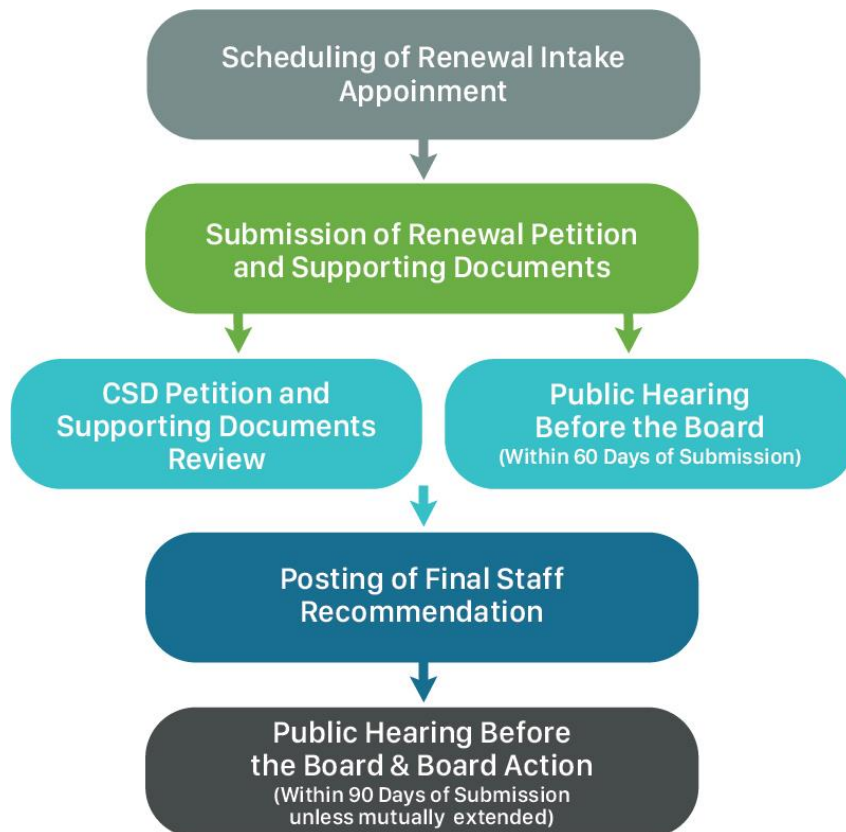 Scheduling of Renewal Intake
Appoinment
Submission of Renewal Petition
and Supporting Documents
CSD Petition and
Supporting Documents
Review
Public Hearing
Before the Board
(Within 60 Days of Submission)
Posting of Final Staff
Recommendation
Public Hearing Before
the Board & Board Action
(Within 90 Days of Submission
unless mutually extended)